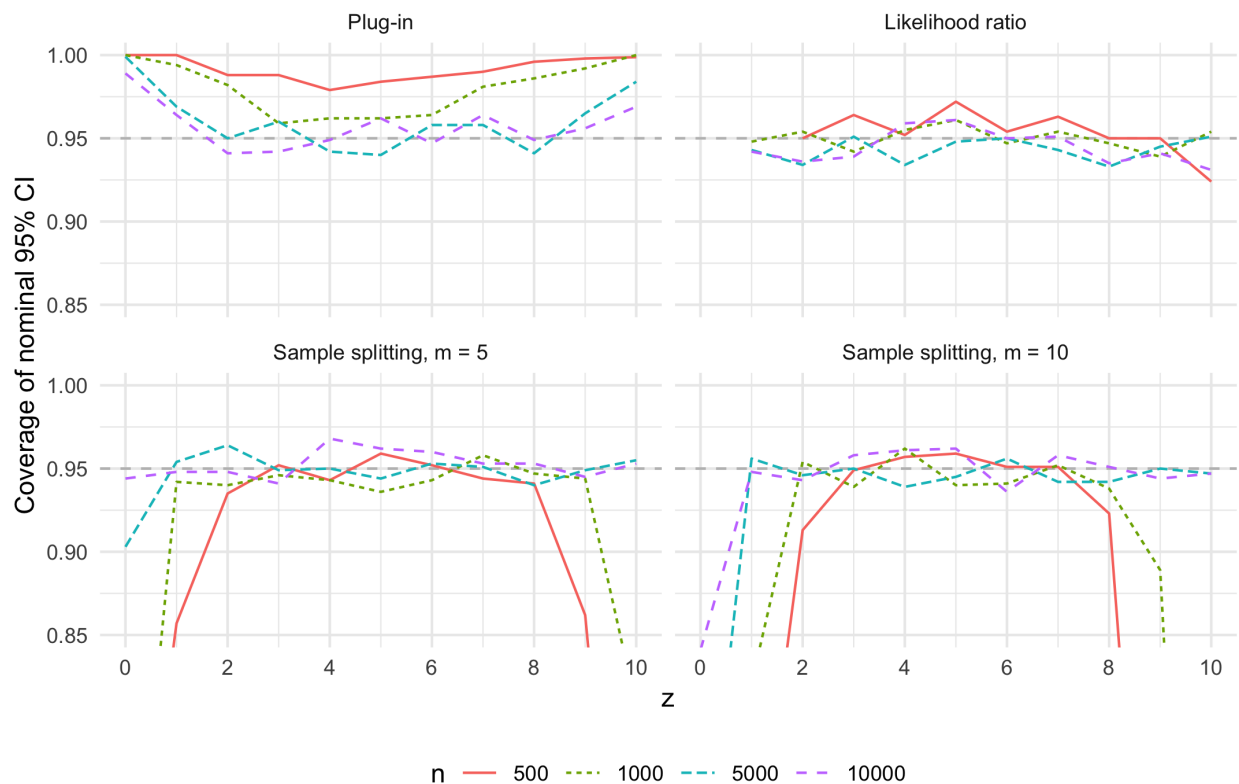 Plug-in Likelihood ratio
1.00
0.95
0.90
0.85
Sample splitting, m = 5 Sample splitting, m = 10
1.00
0.95
0.90
0.85
Coverage of nominal 95% CI
0 2 4 6 8 10 0 2 4 6 8 10
z
n 500 1000 5000 10000